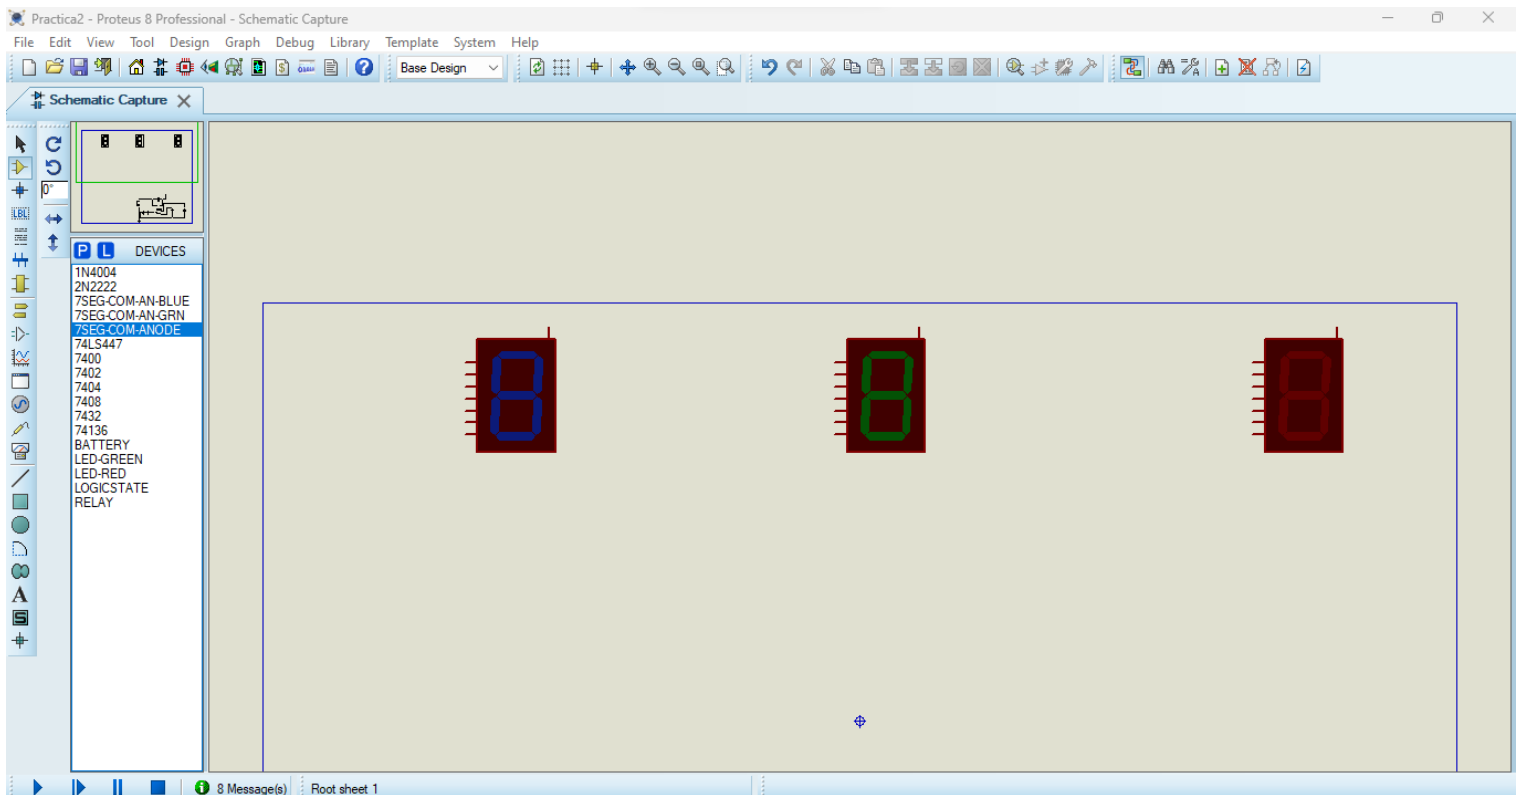 Practica2 - Proteus 8 Professional - Schematic Capture
File Edit View Tool Design Graph Debug Library Template System Help
Base Design
Schematic Capture
0°
LBL
P L DEVICES
1N4004
2N2222
7SEG-COM-AN-BLUE
7SEG-COM-AN-GRN
7SEG-COM-ANODE
74LS447
7400
7402
7404
7408
7432
74136
BATTERY
LED-GREEN
LED-RED
LOGICSTATE
RELAY
A
S
8 Message(s) Root sheet 1